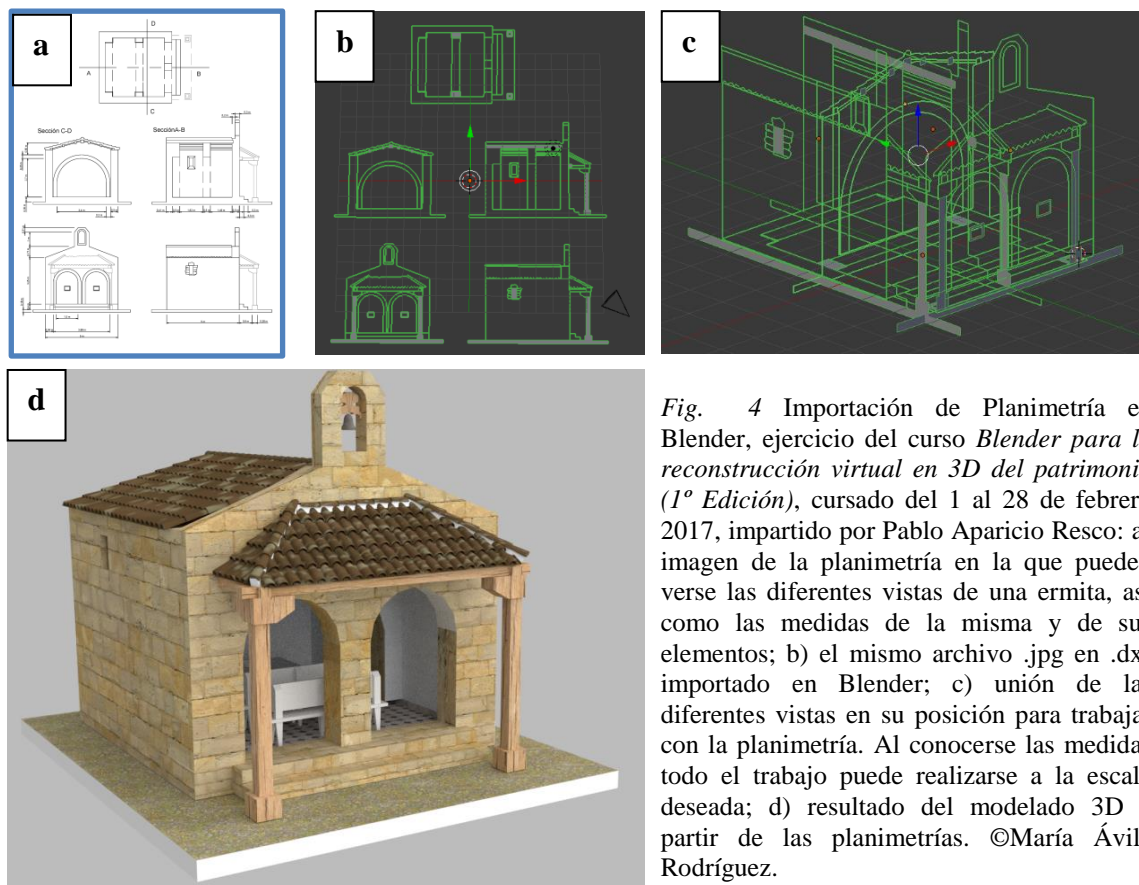 a
b
c
D
A
B
C
Sección C-D
SecciónA-B
d
Fig. 4 Importación de Planimetría e
Blender, ejercicio del curso Blender para l
reconstrucción virtual en 3D del patrimoni
(1º Edición), cursado del 1 al 28 de febrer
2017, impartido por Pablo Aparicio Resco: a
imagen de la planimetría en la que puede
verse las diferentes vistas de una ermita, as
como las medidas de la misma y de su
elementos; b) el mismo archivo .jpg en .dx
importado en Blender; c) unión de la
diferentes vistas en su posición para trabaja
con la planimetría. Al conocerse las medida
todo el trabajo puede realizarse a la escal
deseada; d) resultado del modelado 3D
partir de las planimetrías. ©María Ávil
Rodríguez.